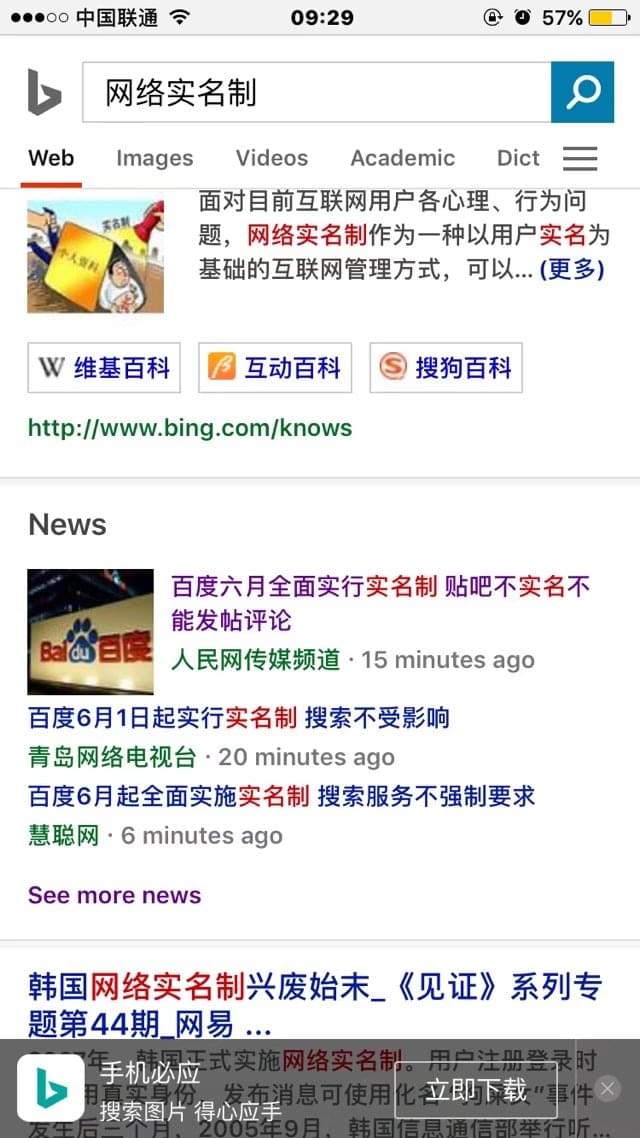 中国联通
09:29
57%
网络实名制
Web
Images
Videos
Academic
Dict
实名制
个人资料
面对目前互联网用户各心理、行为问
题，网络实名制作为一种以用户实名为
基础的互联网管理方式，可以... (更多)
W 维基百科
互动百科
S 搜狗百科
http://www.bing.com/knows
News
Bai du 百度
百度六月全面实行实名制 贴吧不实名不
能发帖评论
人民网传媒频道 · 15 minutes ago
百度6月1日起实行实名制 搜索不受影响
青岛网络电视台 · 20 minutes ago
百度6月起全面实施实名制 搜索服务不强制要求
慧聪网 · 6 minutes ago
See more news
韩国网络实名制兴废始末_《见证》系列专
题第44期_网易 ...
年，韩国正式实施网络实名制。用户注册登录时
用真实身份，发布消息可使用化名 事件
发生后三个月，2005年9月，韩国信息通信部举行听...
手机必应
搜索图片 得心应手
立即下载